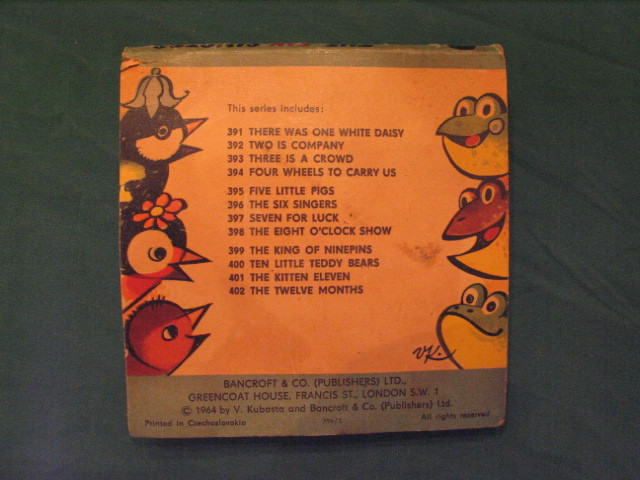 This series includes:
391 THERE WAS ONE WHITE DAISY
392 TWO IS COMPANY
393 THREE IS A CROWD
394 FOUR WHEELS TO CARRY US
395 FIVE LITTLE PIGS
396 THE SIX SINGERS
397 SEVEN FOR LUCK
398 THE EIGHT O'CLOCK SHOW
399 THE KING OF NINEPINS
400 TEN LITTLE TEDDY BEARS
401 THE KITTEN ELEVEN
402 THE TWELVE MONTHS
VK.
BANCROFT & CO. (PUBLISHERS) LTD.,
GREENCOAT HOUSE, FRANCIS ST., LONDON S.W. 1
© 1964 by V. Kubasta and Bancroft & Co. (Publishers) Ltd.
Printed in Czechoslovakia
All rights reserved